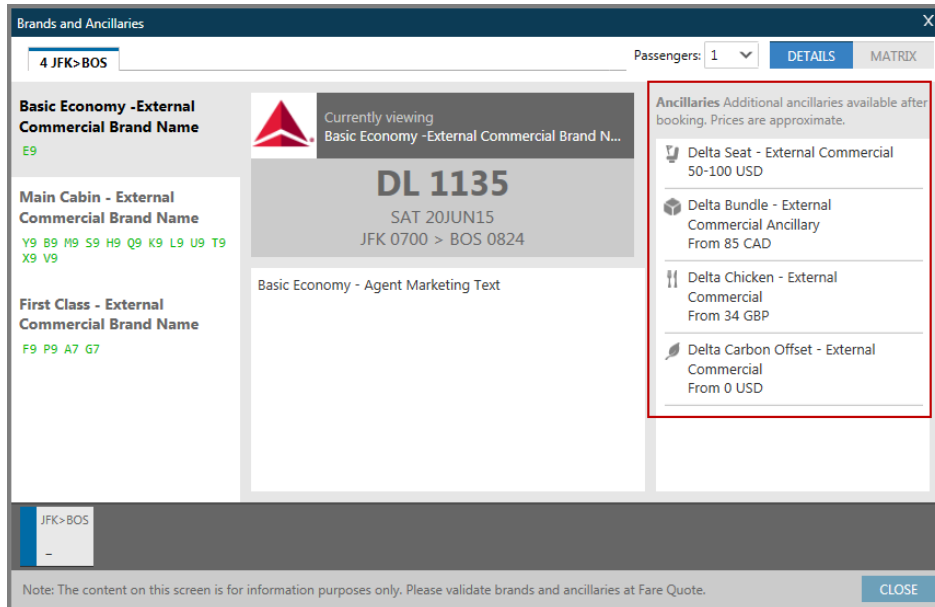 Brands and Ancillaries
X
4 JFK>BOS
Passengers: 1
DETAILS
MATRIX
Basic Economy -External
Commercial Brand Name
E9
Main Cabin - External
Commercial Brand Name
Y9 B9 M9 S9 H9 Q9 K9 L9 U9 T9
X9 V9
First Class - External
Commercial Brand Name
F9 P9 A7 G7
Currently viewing
Basic Economy -External Commercial Brand N...
DL 1135
SAT 20JUN15
JFK 0700 > BOS 0824
Basic Economy - Agent Marketing Text
Ancillaries Additional ancillaries available after
booking. Prices are approximate.
Delta Seat - External Commercial
50-100 USD
Delta Bundle - External
Commercial Ancillary
From 85 CAD
Delta Chicken - External
Commercial
From 34 GBP
Delta Carbon Offset - External
Commercial
From 0 USD
JFK>BOS
–
Note: The content on this screen is for information purposes only. Please validate brands and ancillaries at Fare Quote.
CLOSE